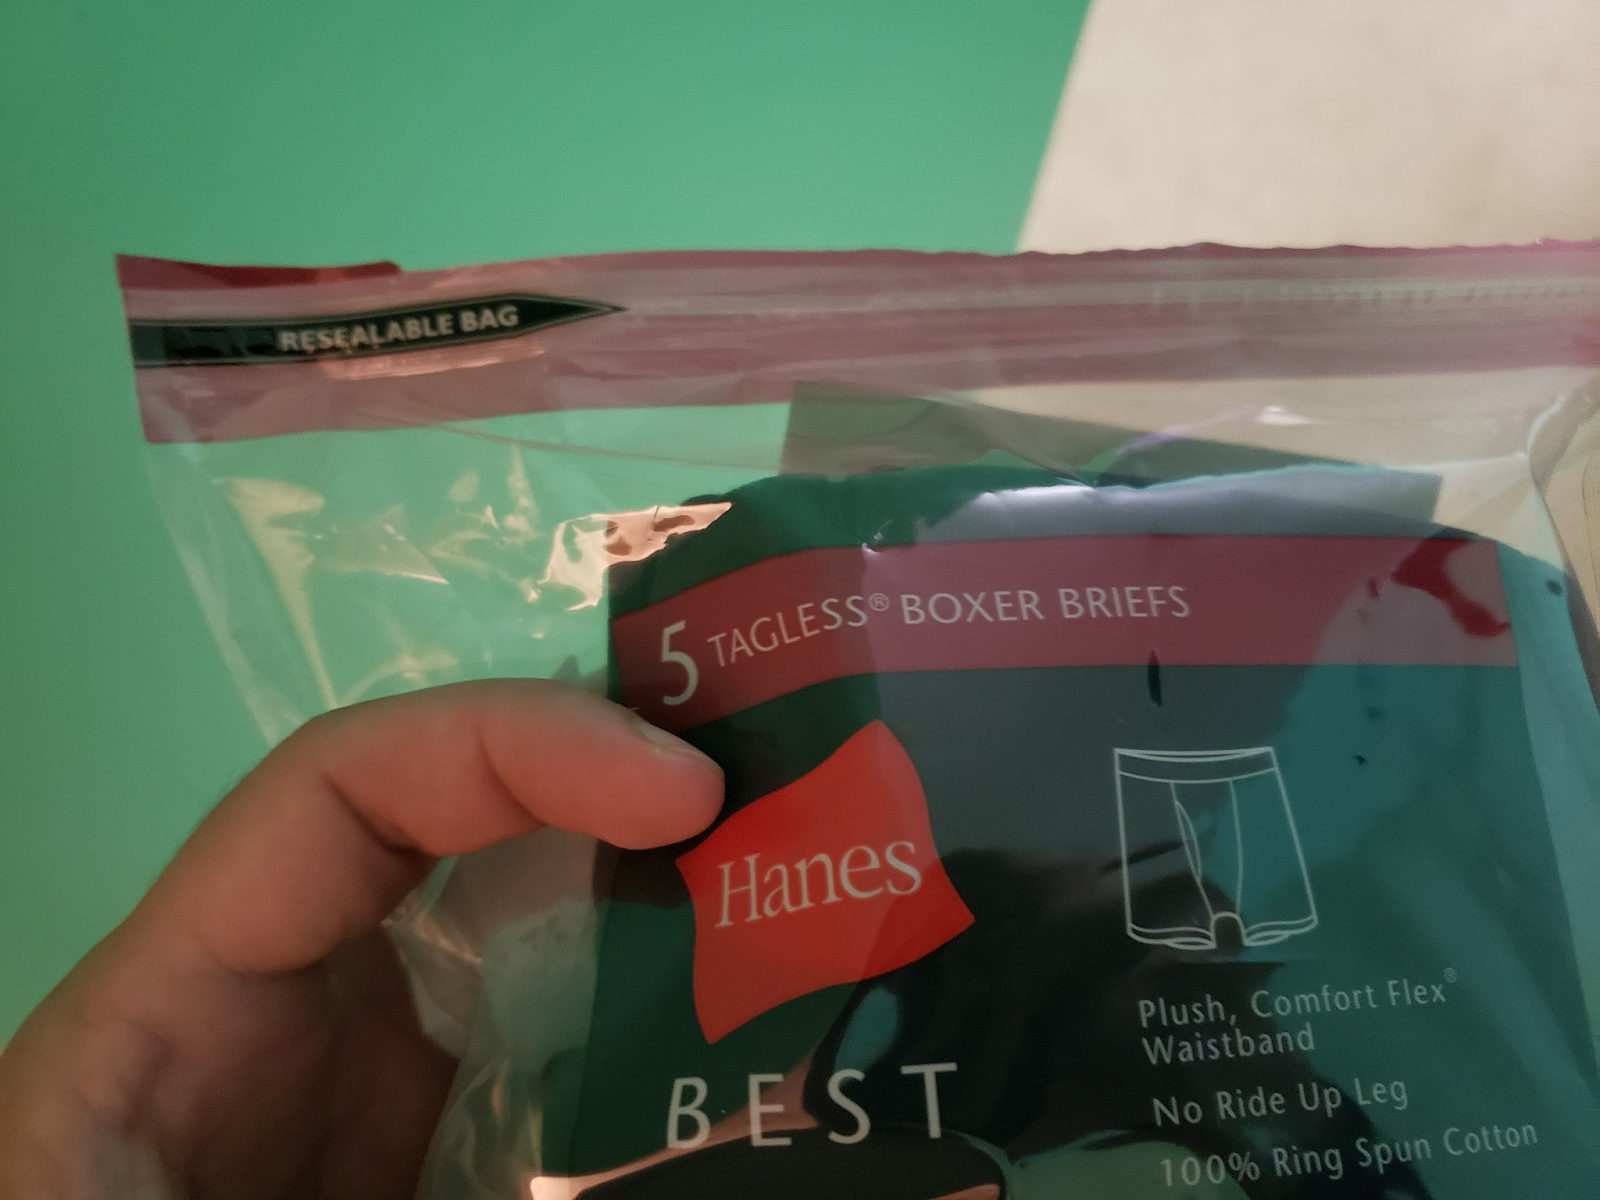 RESEALABLE BAG
5 TAGLESS® BOXER BRIEFS
Hanes
BEST
Plush, Comfort Flex®
Waistband
No Ride Up Leg
100% Ring Spun Cotton